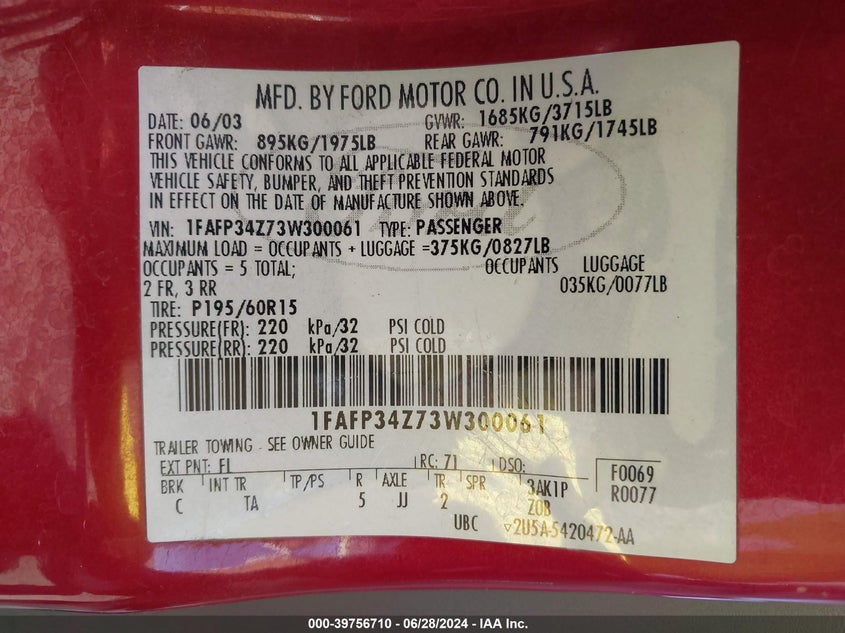 MFD. BY FORD MOTOR CO. IN U.S.A.
DATE: 06/03 GVWR: 1685KG/3715LB
FRONT GAWR: 895KG/1975LB REAR GAWR: 791KG/1745LB
THIS VEHICLE CONFORMS TO ALL APPLICABLE FEDERAL MOTOR
VEHICLE SAFETY, BUMPER, AND THEFT PREVENTION STANDARDS
IN EFFECT ON THE DATE OF MANUFACTURE SHOWN ABOVE.
VIN: 1FAFP34Z73W300061 TYPE: PASSENGER
MAXIMUM LOAD = OCCUPANTS + LUGGAGE =375KG/0827LB
OCCUPANTS = 5 TOTAL; OCCUPANTS LUGGAGE
2 FR, 3 RR 035KG/0077LB
TIRE: P195/60R15
PRESSURE(FR): 220 kPa/32 PSI COLD
PRESSURE(RR): 220 kPa/32 PSI COLD
1FAFP34Z73W300061
TRAILER TOWING - SEE OWNER GUIDE
EXT PNT: FL RC: 71 DSO: F0069
BRK INT TR TP/PS R AXLE TR SPR 3AK1P R0077
C TA 5 JJ 2 Z0B
UBC ▽2U5A-5420472-AA
000-39756710 - 06/28/2024 - IAA Inc.